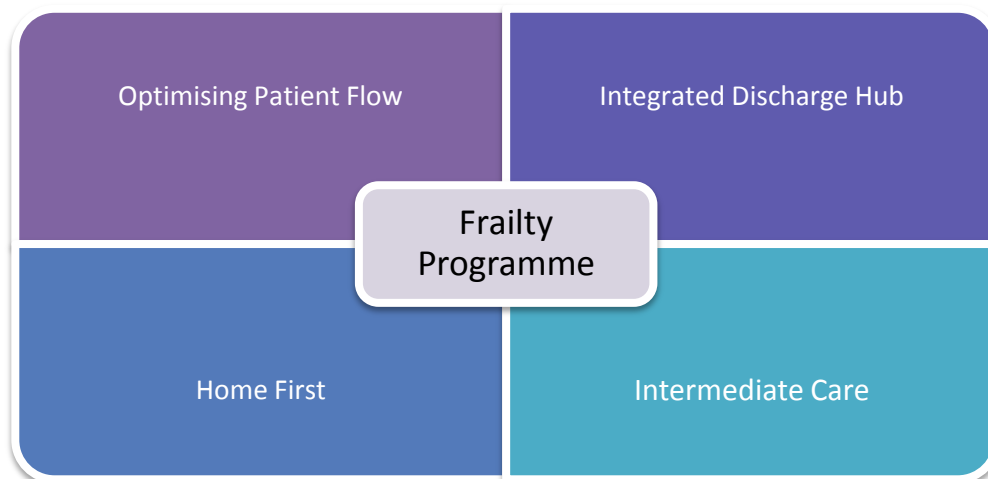 Optimising Patient Flow
Integrated Discharge Hub
Frailty
Programme
Home First
Intermediate Care